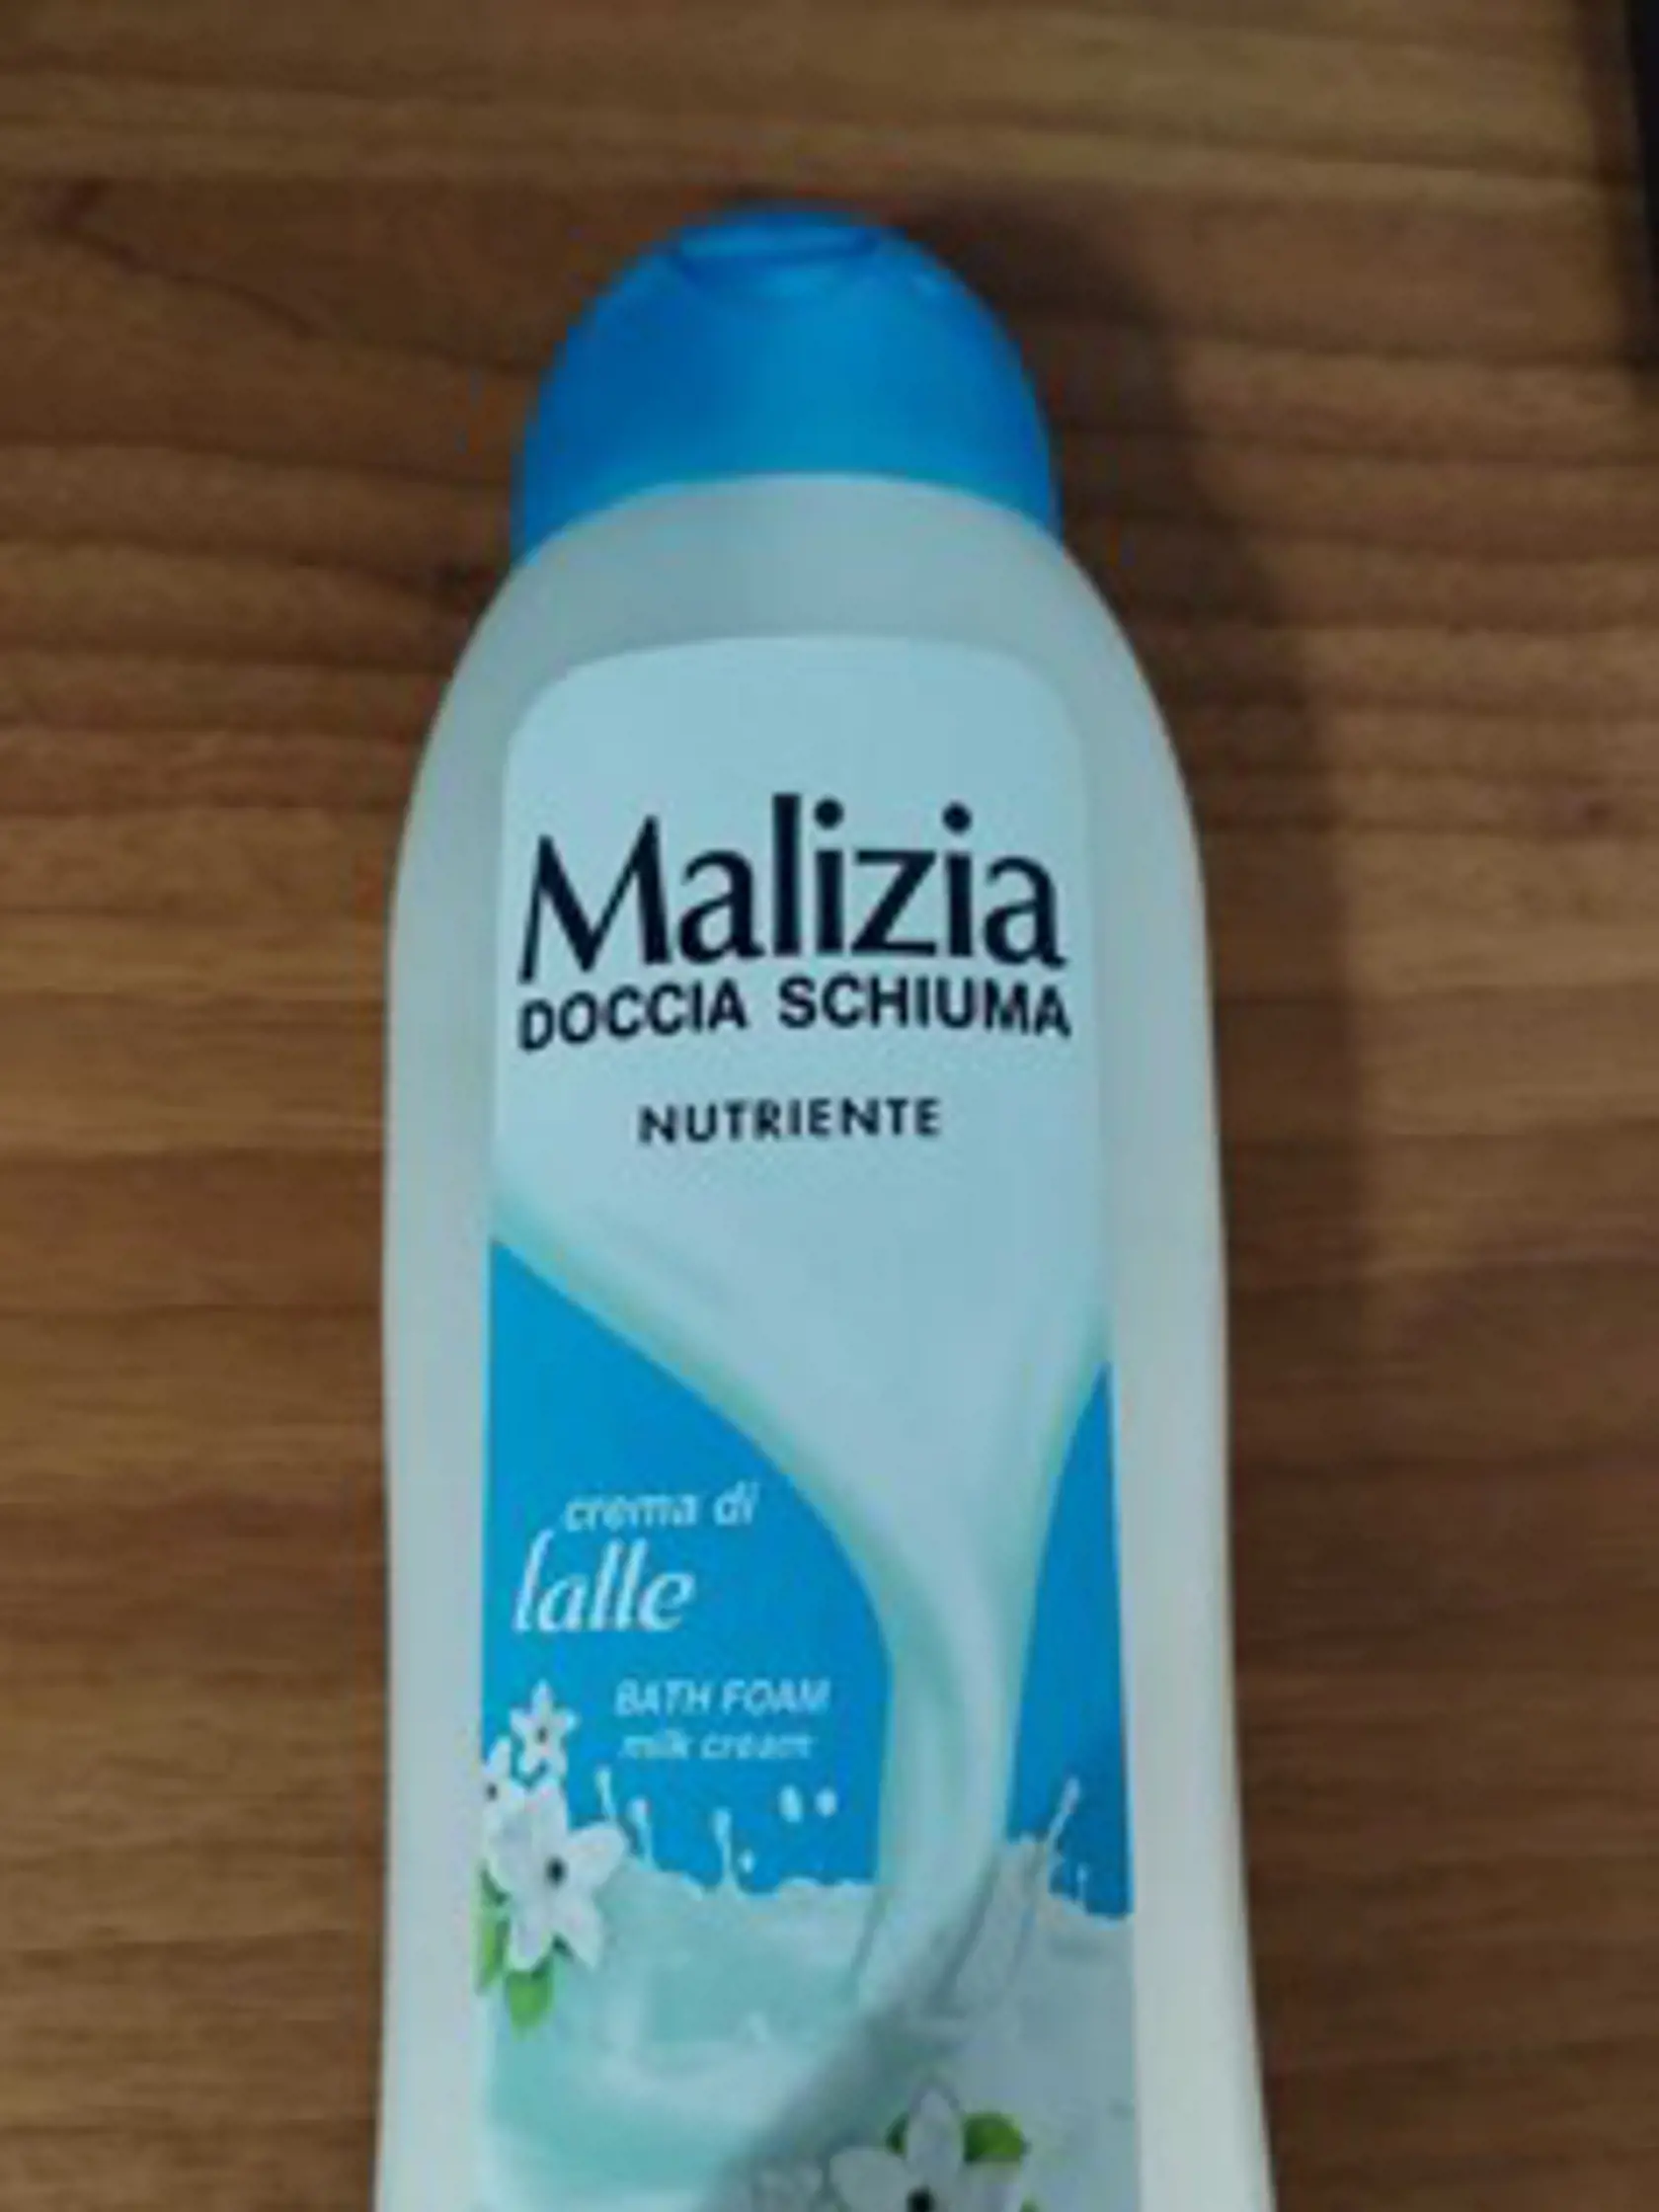 Malizia
DOCCIA SCHIUMA
NUTRIENTE
crema di
latte
BATH FOAM
milk cream